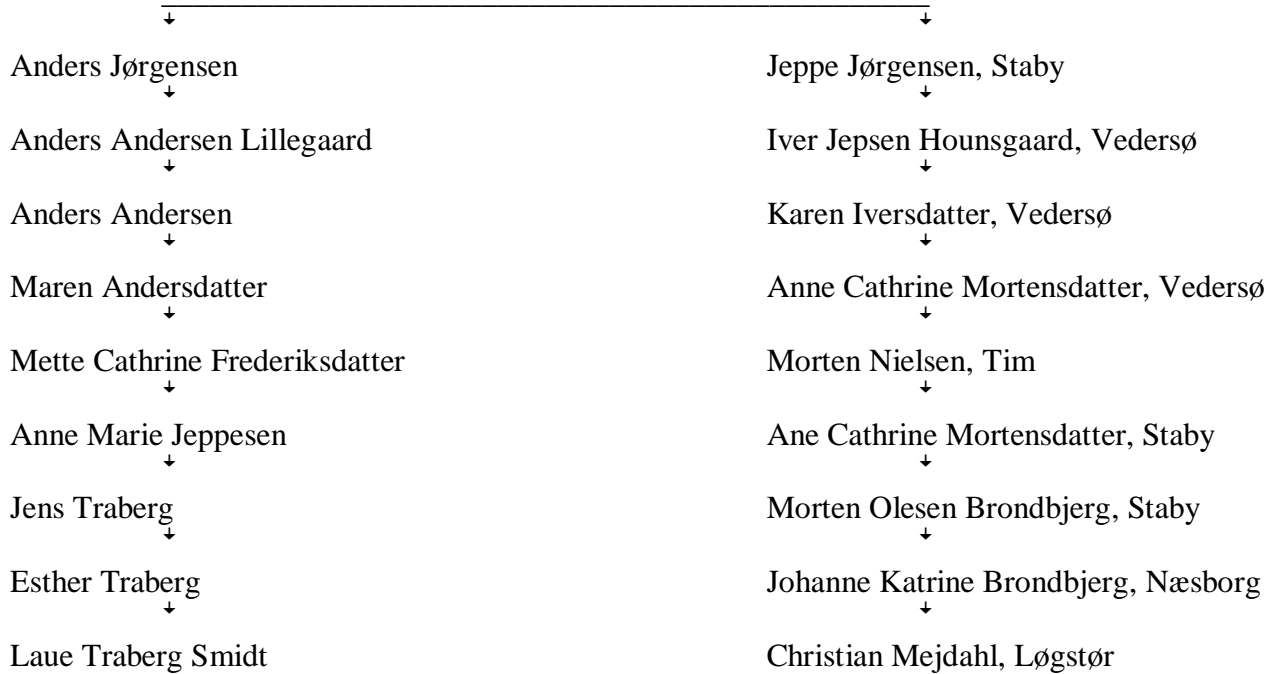 Anders Jørgensen Jeppe Jørgensen, Staby
Anders Andersen Lillegaard Iver Jepsen Hounsgaard, Vedersø
Anders Andersen Karen Iversdatter, Vedersø
Maren Andersdatter Anne Cathrine Mortensdatter, Vedersø
Mette Cathrine Frederiksdatter Morten Nielsen, Tim
Anne Marie Jeppesen Ane Cathrine Mortensdatter, Staby
Jens Traberg Morten Olesen Brondbjerg, Staby
Esther Traberg Johanne Katrine Brondbjerg, Næsborg
Laue Traberg Smidt Christian Mejdahl, Løgstør